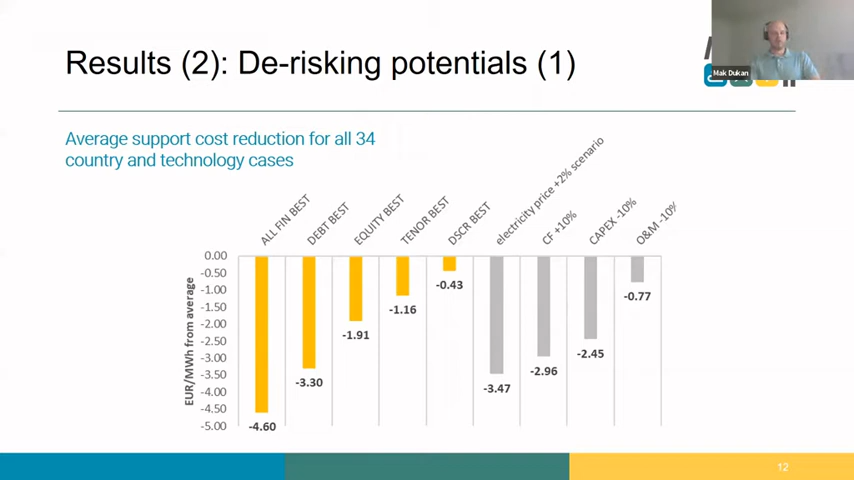 Results (2): De-risking potentials (1)
Mak Dukan
Average support cost reduction for all 34
country and technology cases
ALL FIN BEST
DEBT BEST
EQUITY BEST
TENOR BEST
DSCR BEST
electricity price +2% scenario
CF +10%
CAPEX -10%
O&M -10%
EUR/MWh from average
0.00
-0.50
-1.00
-1.50
-2.00
-2.50
-3.00
-3.50
-4.00
-4.50
-5.00
-4.60
-3.30
-1.91
-1.16
-0.43
-3.47
-2.96
-2.45
-0.77
12